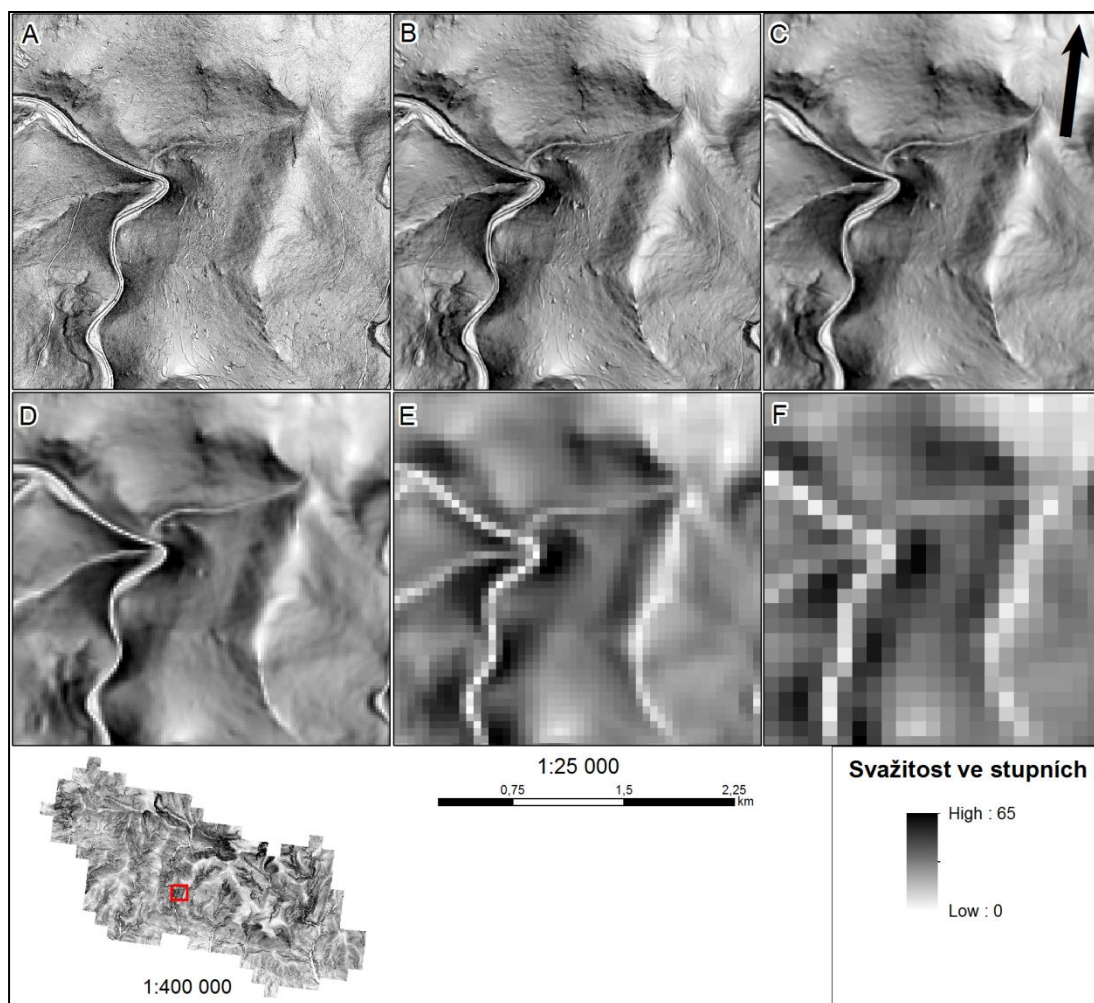 A
B
C
D
E
F
1:25 000
0,75 1,5 2,25
km
1:400 000
Svažitost ve stupních
High : 65
Low : 0